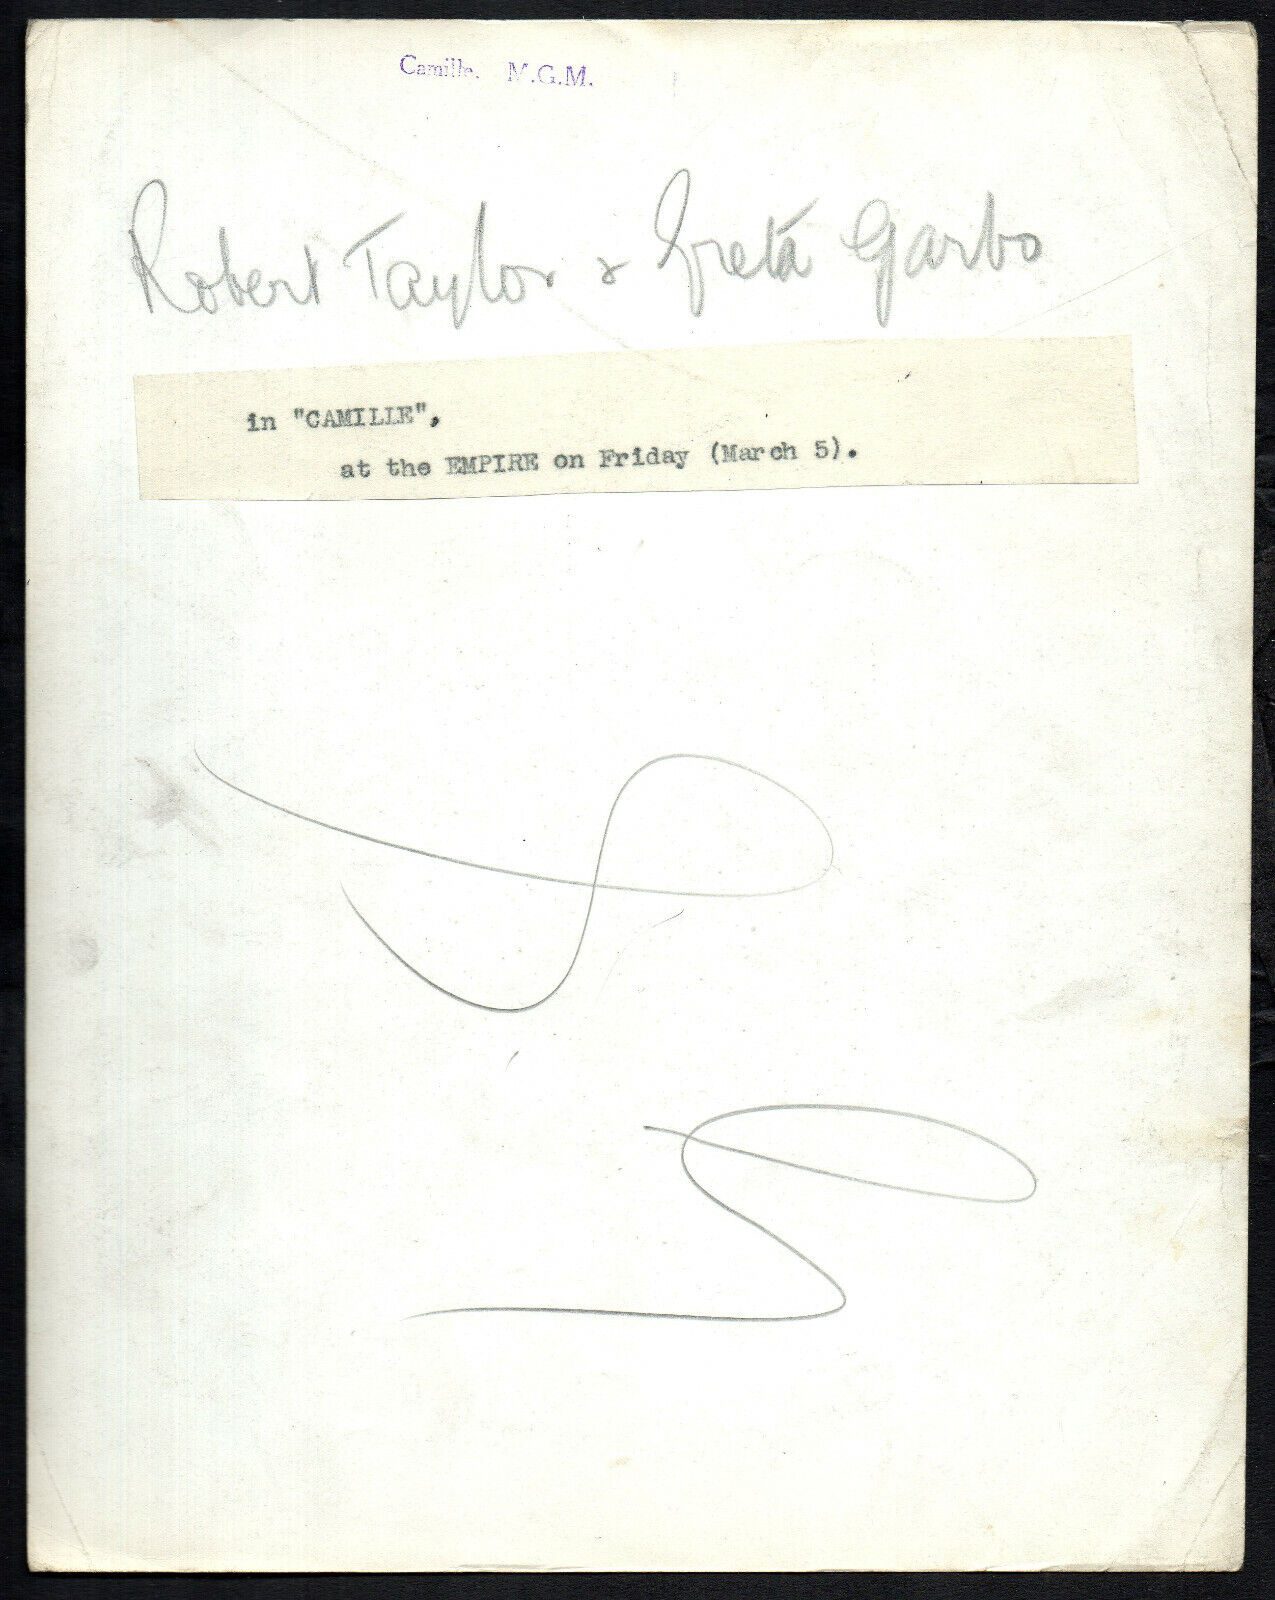 Camille. M.G.M.
Robert Taylor & Greta Garbo
in "CAMILLE",
at the EMPIRE on Friday (March 5).